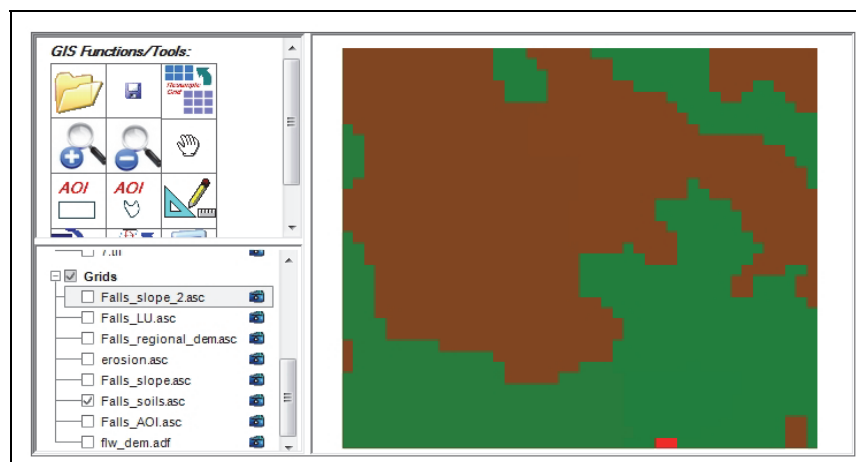 GIS Functions/Tools:
Resample
Grid
AOI AOI
Grids
Falls_slope_2.asc
Falls_LU.asc
Falls_regional_dem.asc
erosion.asc
Falls_slope.asc
Falls_soils.asc
Falls_AOI.asc
flw_dem.adf